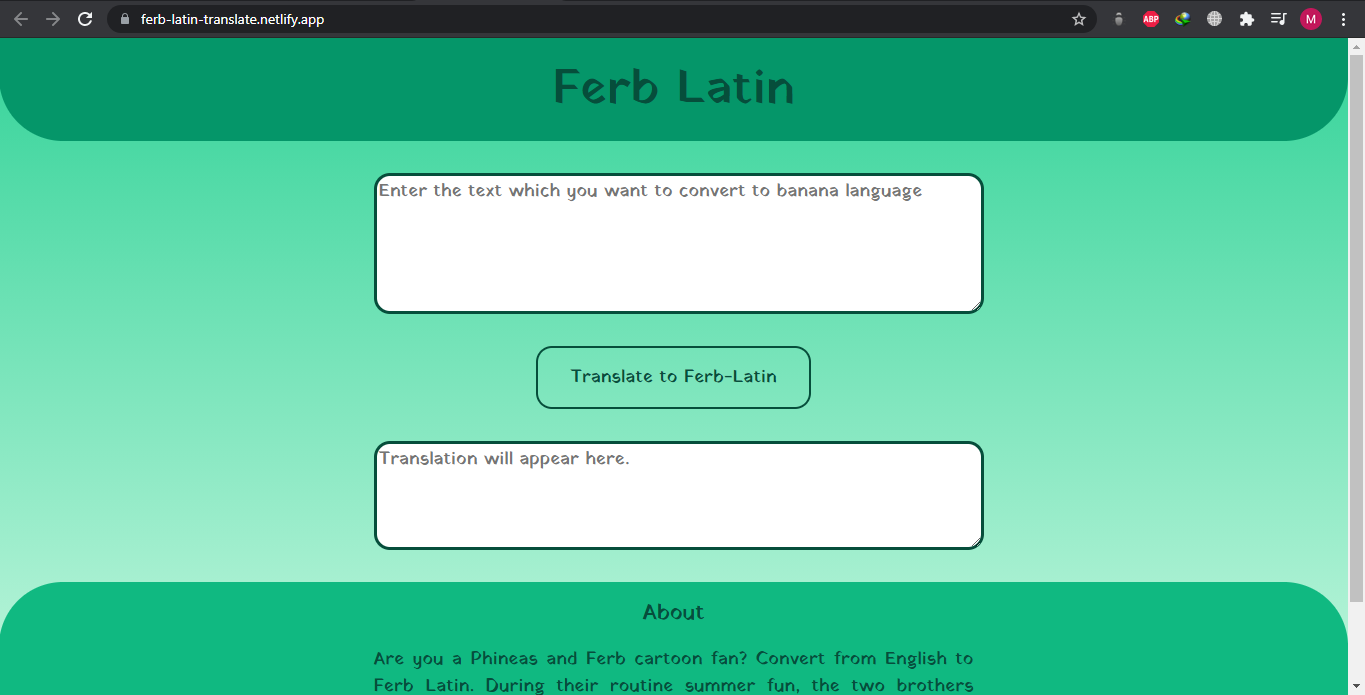 ferb-latin-translate.netlify.app
ABP
M
Ferb Latin
Enter the text which you want to convert to banana language
Translate to Ferb-Latin
Translation will appear here.
About
Are you a Phineas and Ferb cartoon fan? Convert from English to
Ferb Latin. During their routine summer fun, the two brothers